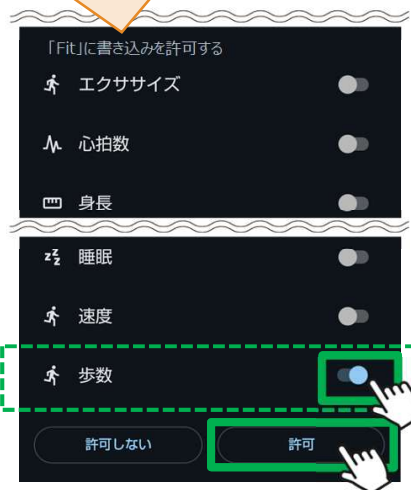 「Fit」に書き込みを許可する
エクササイズ
心拍数
身長
睡眠
速度
歩数
許可しない 許可